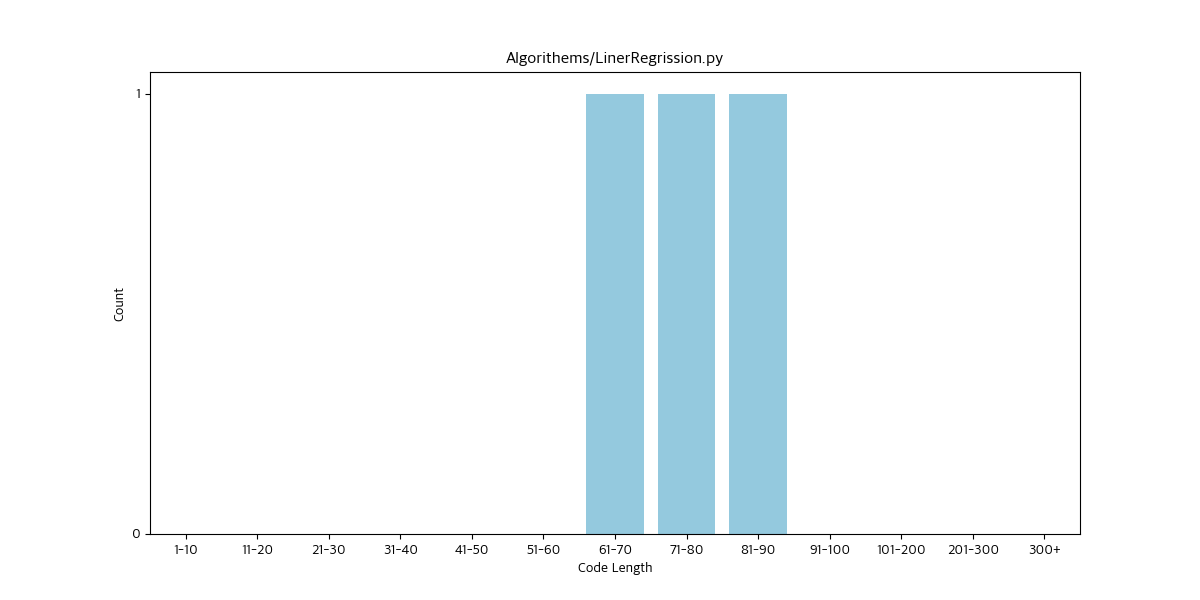 Algorithems/LinerRegrission.py
1
Count
0
1-10 11-20 21-30 31-40 41-50 51-60 61-70 71-80 81-90 91-100 101-200 201-300 300+
Code Length